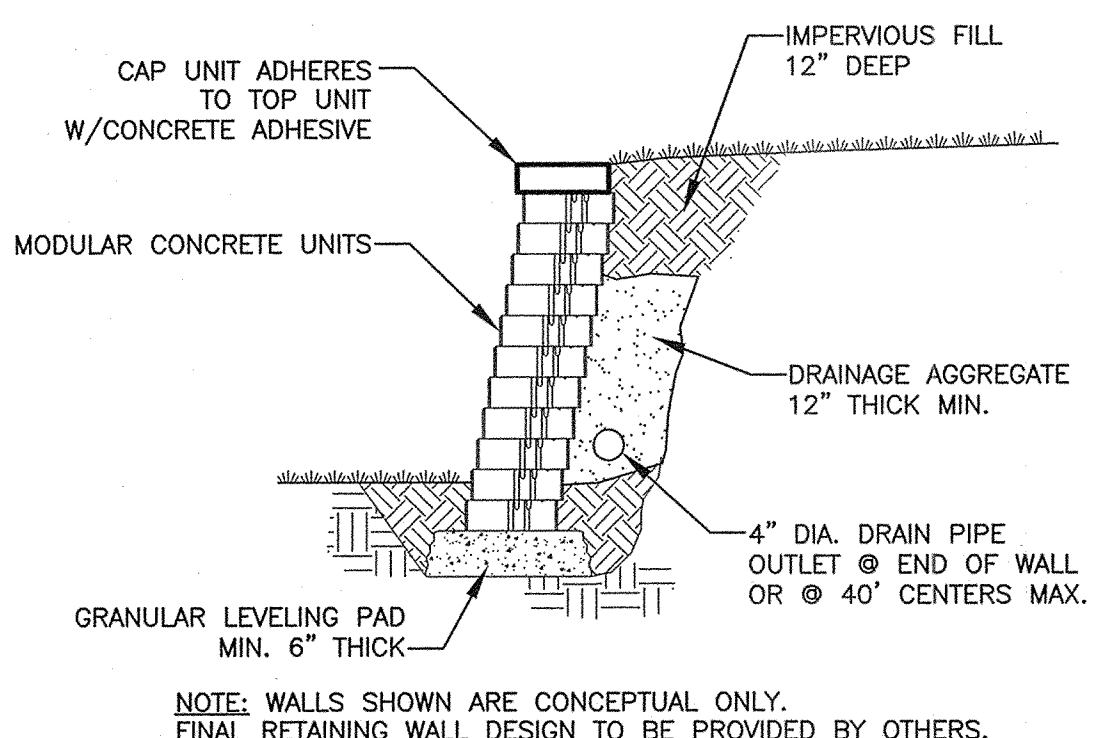 IMPERVIOUS FILL
12" DEEP
CAP UNIT ADHERES
TO TOP UNIT
W/CONCRETE ADHESIVE
MODULAR CONCRETE UNITS
DRAINAGE AGGREGATE
12" THICK MIN.
4" DIA. DRAIN PIPE
OUTLET @ END OF WALL
OR @ 40' CENTERS MAX.
GRANULAR LEVELING PAD
MIN. 6" THICK
NOTE: WALLS SHOWN ARE CONCEPTUAL ONLY.
FINAL RETAINING WALL DESIGN TO BE PROVIDED BY OTHERS.